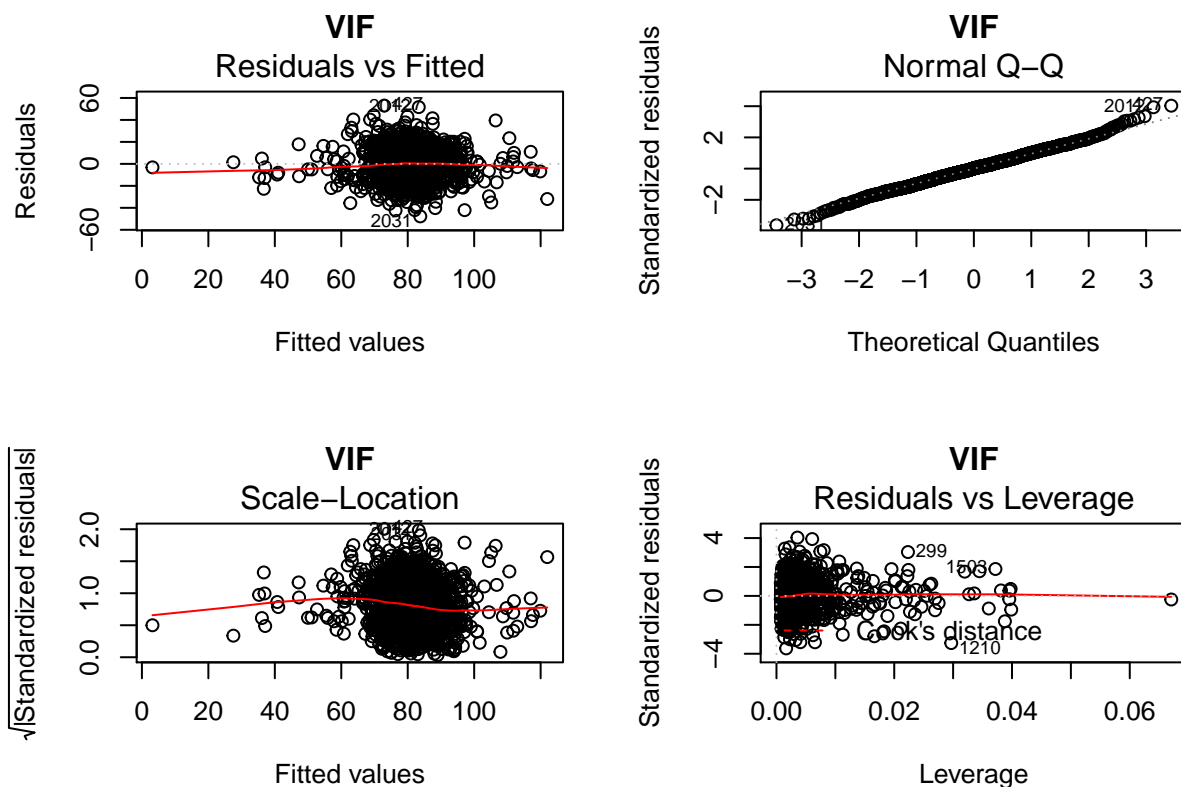 VIF
Residuals vs Fitted
Residuals
60
0
−60
427
2031
0 20 40 60 80 100
Fitted values
VIF
Normal Q−Q
Standardized residuals
2
−2
−3 −2 −1 0 1 2 3
Theoretical Quantiles
VIF
Scale−Location
√|Standardized residuals|
2.0
1.0
0.0
427
0 20 40 60 80 100
Fitted values
VIF
Residuals vs Leverage
Standardized residuals
4
0
−4
299
1503
Cook's distance
1210
0.00 0.02 0.04 0.06
Leverage